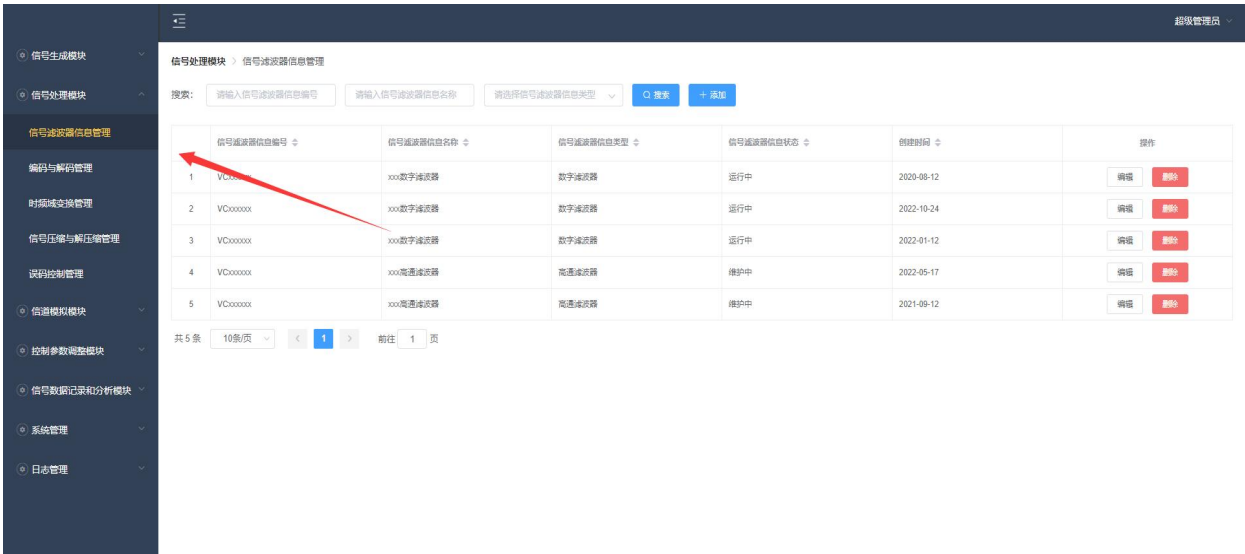 超级管理员
信号生成模块
信号处理模块
信号滤波器信息管理
编码与解码管理
时频域变换管理
信号压缩与解压缩管理
误码控制管理
信道模拟模块
控制参数调整模块
信号数据记录和分析模块
系统管理
日志管理
信号处理模块 〉 信号滤波器信息管理
搜索: 请输入信号滤波器信息编号 请输入信号滤波器信息名称 请选择信号滤波器信息类型 搜索 + 添加
信号滤波器信息编号 信号滤波器信息名称 信号滤波器信息类型 信号滤波器信息状态 创建时间 操作
1 xxx数字滤波器 数字滤波器 运行中 2020-08-12 编辑 删除
2 VCxxxxxx xxx数字滤波器 数字滤波器 运行中 2022-10-24 编辑 删除
3 VCxxxxxx xxx数字滤波器 数字滤波器 运行中 2022-01-12 编辑 删除
4 VCxxxxxx xxx高通滤波器 高通滤波器 维护中 2022-05-17 编辑 删除
5 VCxxxxxx xxx高通滤波器 高通滤波器 维护中 2021-09-12 编辑 删除
共 5 条 10条/页 1 前往 1 页